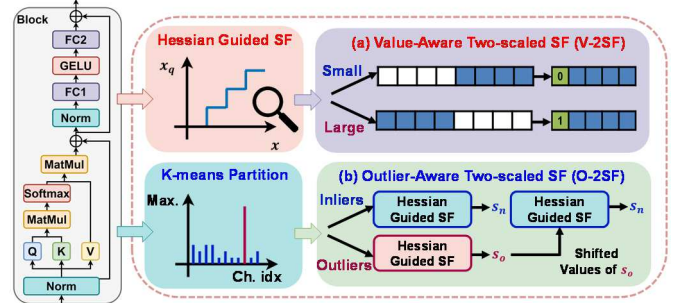 Block
FC2
GELU
FC1
Norm
MatMul
Softmax
MatMul
Q K V
Norm
Hessian Guided SF
x_q
x
(a) Value-Aware Two-scaled SF (V-2SF)
Small
0
Large
1
K-means Partition
Max.
Ch. idx
(b) Outlier-Aware Two-scaled SF (O-2SF)
Inliers
Hessian
Guided SF
s_n
Hessian
Guided SF
s_n
Outliers
Hessian
Guided SF
s_o
Shifted
Values of s_o